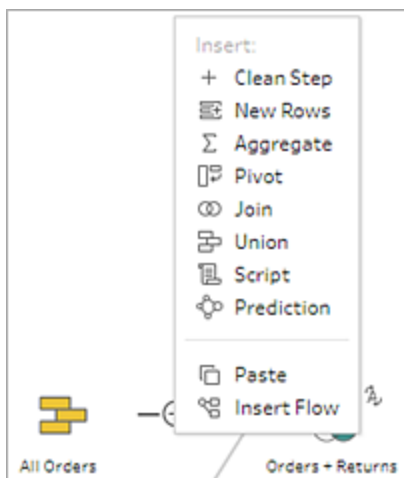 Insert:
Clean Step
New Rows
Aggregate
Pivot
Join
Union
Script
Prediction
Paste
Insert Flow
All Orders
Orders + Returns